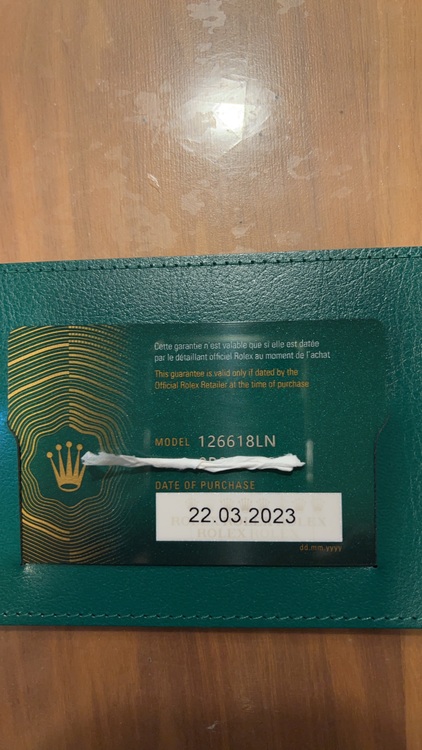 Cette garantie n'est valable que si elle est datée
par le détaillant officiel Rolex au moment de l'achat
This guarantee is valid only if dated by the
Official Rolex Retailer at the time of purchase
MODEL 126618LN
DATE OF PURCHASE
22.03.2023
dd.mm.yyyy